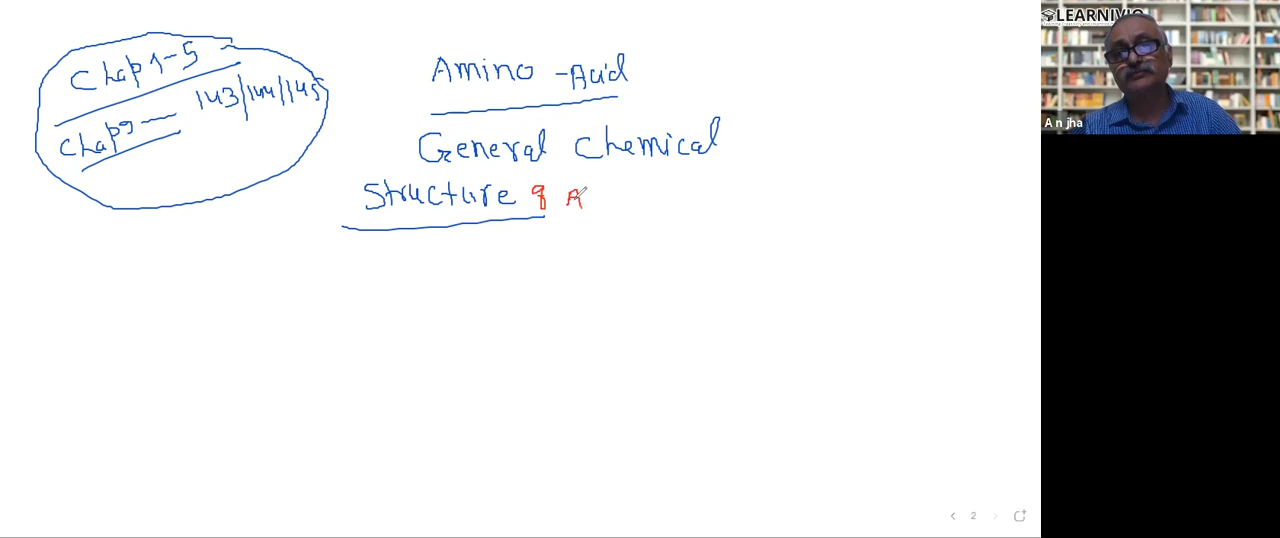 Chap 1-5
Chap 9 — 143/144/145
Amino - Acid
General Chemical
Structure of A
LEARNIVIO
A n jha
2